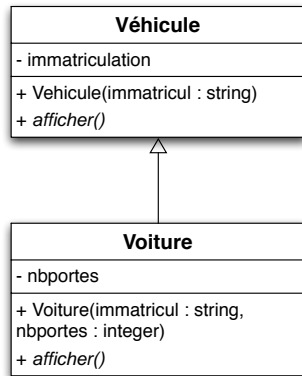 Véhicule
- immatriculation
+ Vehicule(immatricul : string)
+ afficher()
Voiture
- nbportes
+ Voiture(immatricul : string,
nbportes : integer)
+ afficher()